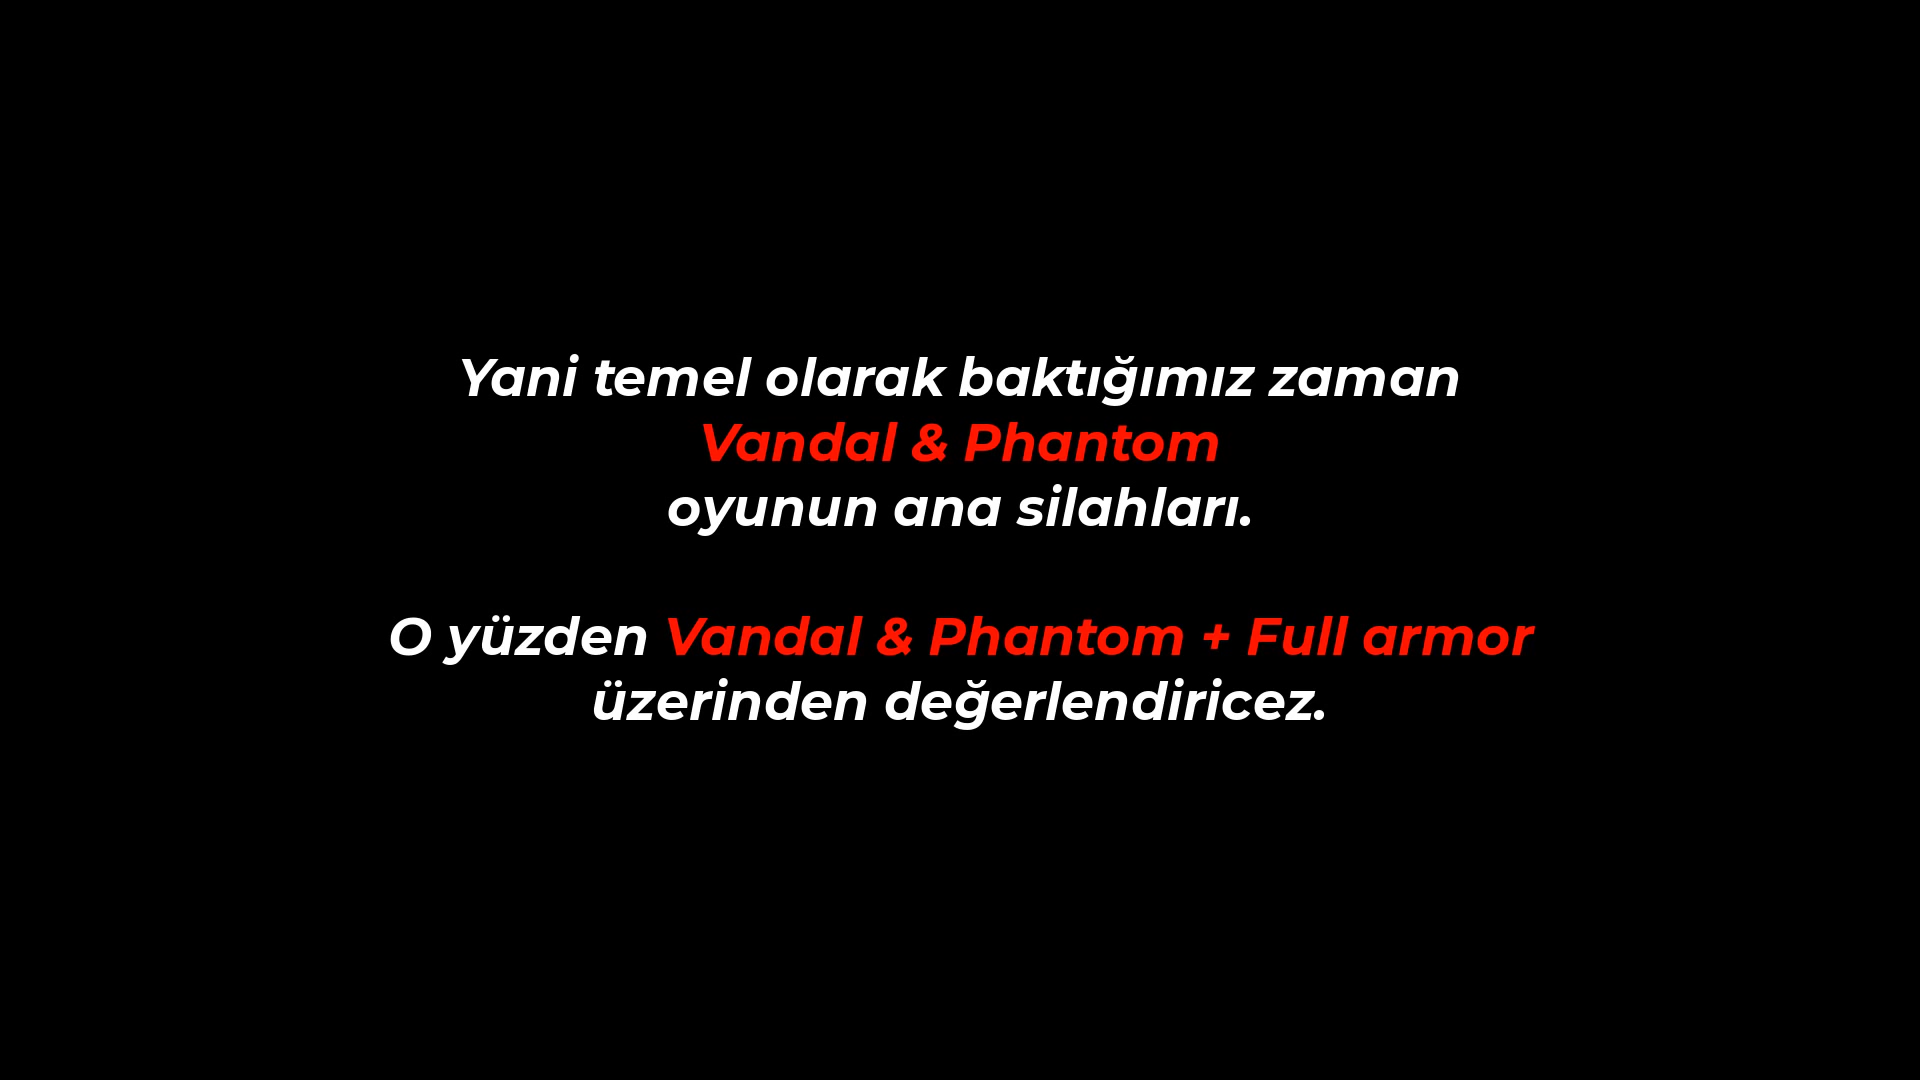 Yani temel olarak baktığımız zaman
Vandal & Phantom
oyunun ana silahları.
O yüzden Vandal & Phantom + Full armor
üzerinden değerlendiricez.